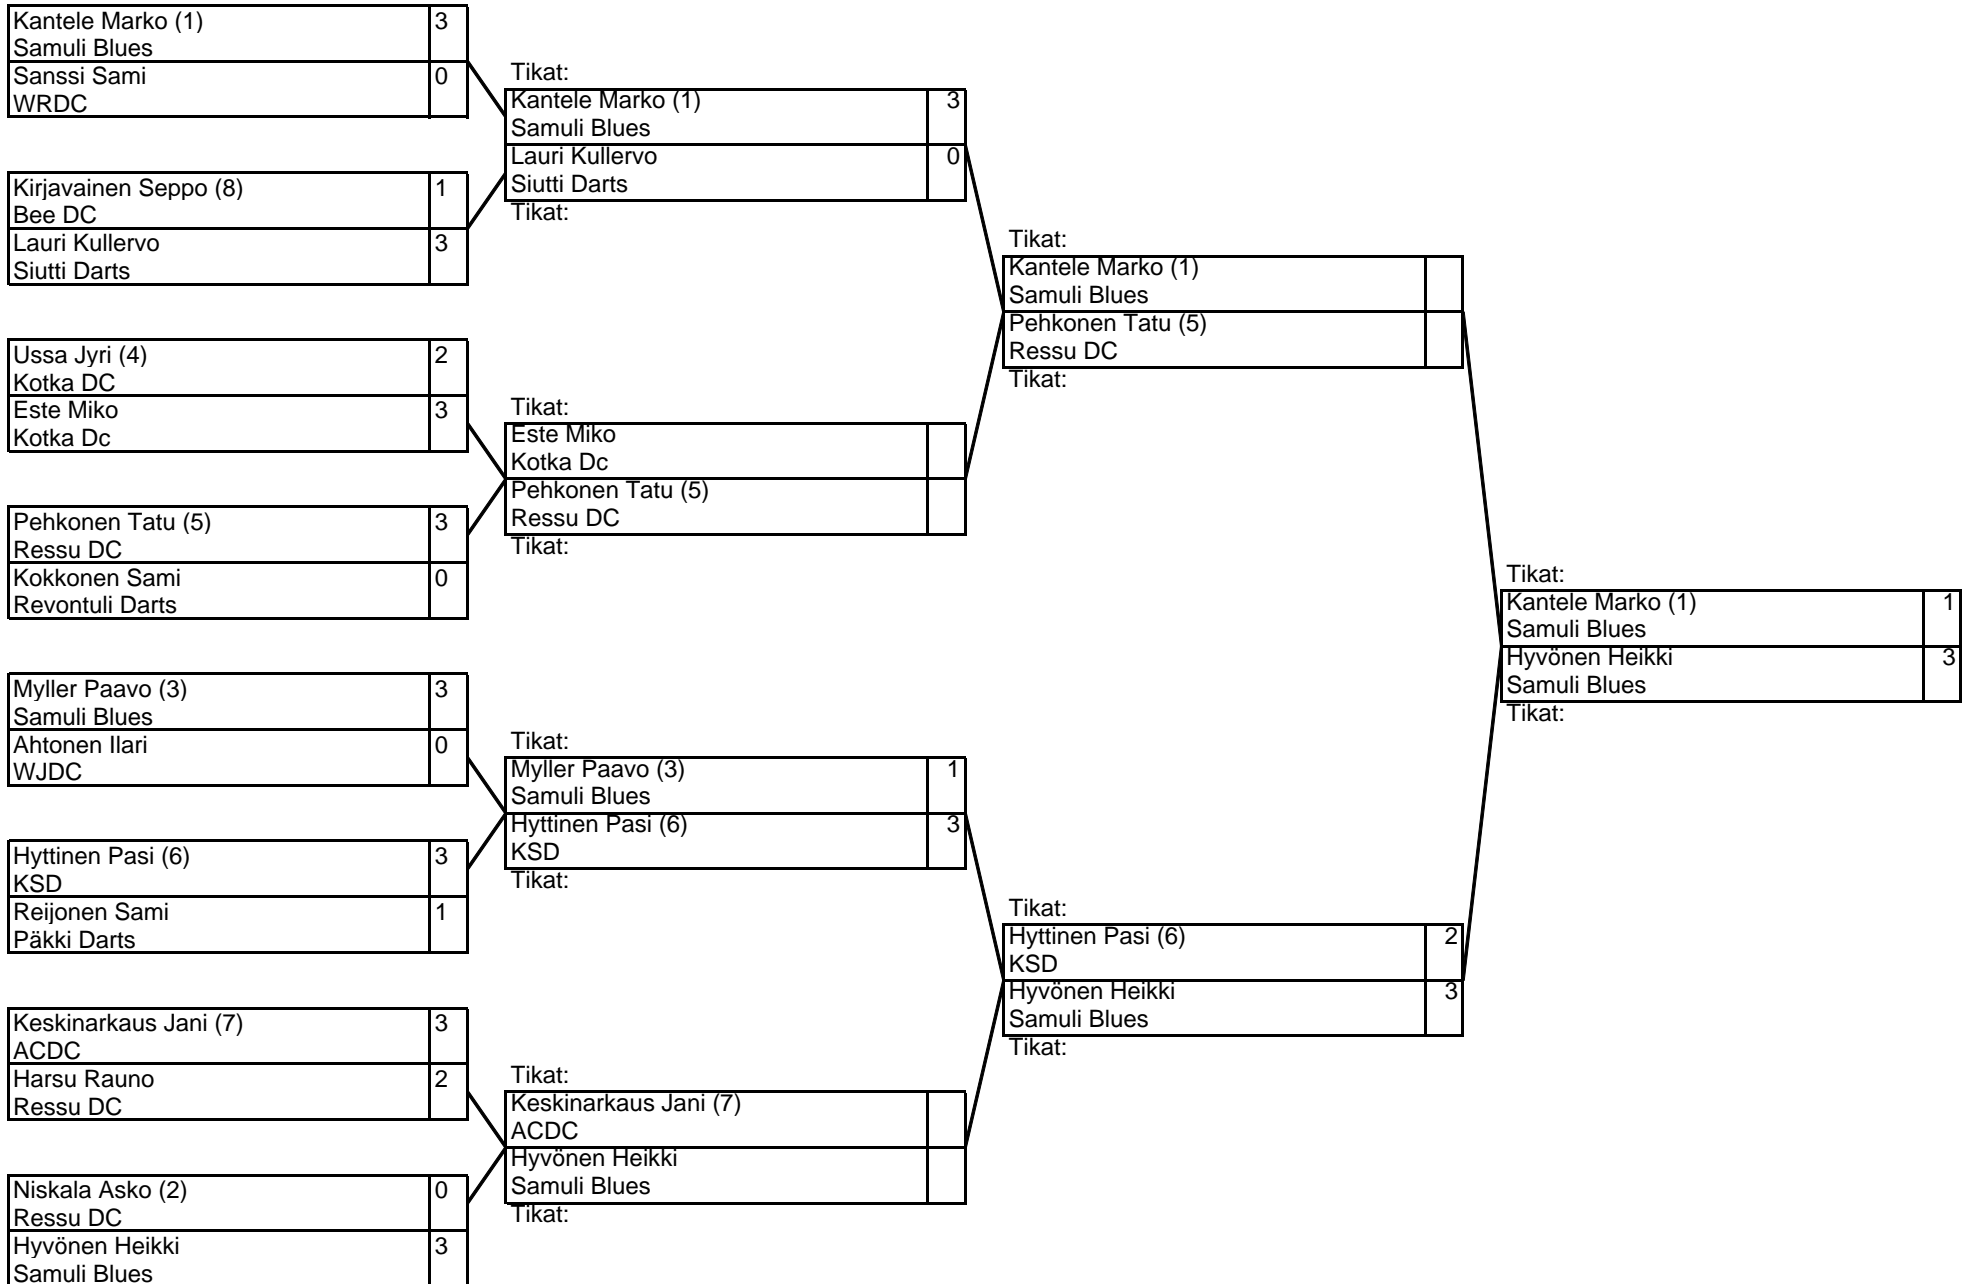 Kantele Marko (1) 3
Samuli Blues
Sanssi Sami 0
WRDC
Kirjavainen Seppo (8) 1
Bee DC
Lauri Kullervo 3
Siutti Darts
Ussa Jyri (4) 2
Kotka DC
Este Miko 3
Kotka Dc
Pehkonen Tatu (5) 3
Ressu DC
Kokkonen Sami 0
Revontuli Darts
Myller Paavo (3) 3
Samuli Blues
Ahtonen Ilari 0
WJDC
Hyttinen Pasi (6) 3
KSD
Reijonen Sami 1
Päkki Darts
Keskinarkaus Jani (7) 3
ACDC
Harsu Rauno 2
Ressu DC
Niskala Asko (2) 0
Ressu DC
Hyvönen Heikki 3
Samuli Blues
Tikat:
Kantele Marko (1) 3
Samuli Blues
Lauri Kullervo 0
Siutti Darts
Tikat:
Tikat:
Este Miko
Kotka Dc
Pehkonen Tatu (5)
Ressu DC
Tikat:
Tikat:
Myller Paavo (3) 1
Samuli Blues
Hyttinen Pasi (6) 3
KSD
Tikat:
Tikat:
Keskinarkaus Jani (7)
ACDC
Hyvönen Heikki
Samuli Blues
Tikat:
Tikat:
Kantele Marko (1)
Samuli Blues
Pehkonen Tatu (5)
Ressu DC
Tikat:
Tikat:
Hyttinen Pasi (6) 2
KSD
Hyvönen Heikki 3
Samuli Blues
Tikat:
Tikat:
Kantele Marko (1) 1
Samuli Blues
Hyvönen Heikki 3
Samuli Blues
Tikat: